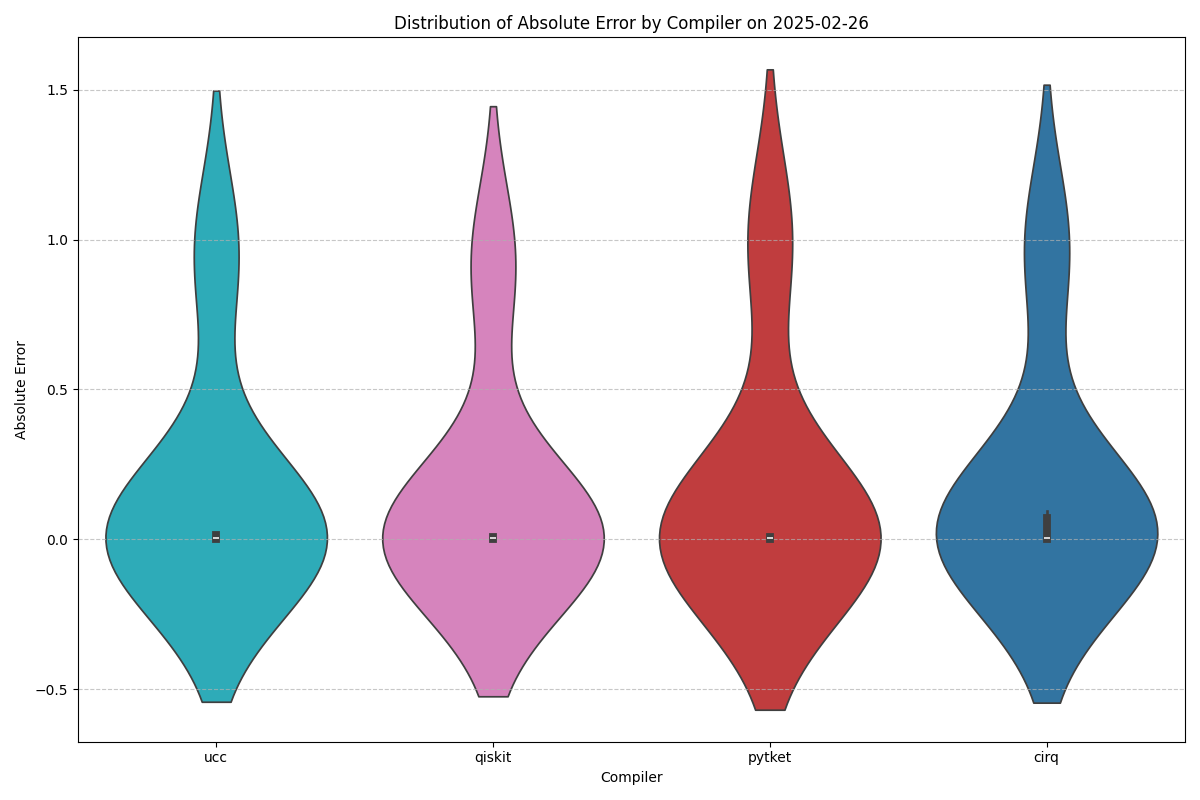 Distribution of Absolute Error by Compiler on 2025-02-26
Absolute Error
1.5
1.0
0.5
0.0
−0.5
ucc
qiskit
pytket
cirq
Compiler